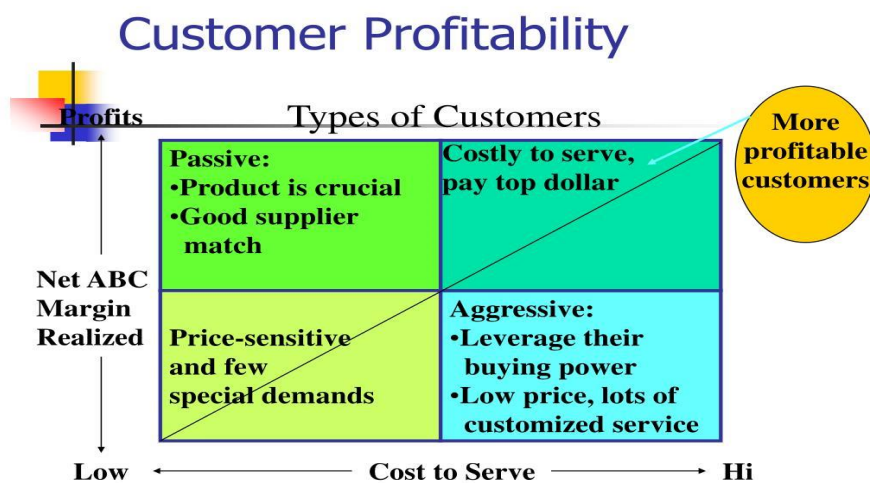 Customer Profitability
Profits
Types of Customers
More
profitable
customers
Passive:
•Product is crucial
•Good supplier
match
Costly to serve,
pay top dollar
Net ABC
Margin
Realized
Price-sensitive
and few
special demands
Aggressive:
•Leverage their
buying power
•Low price, lots of
customized service
Low
Cost to Serve
Hi